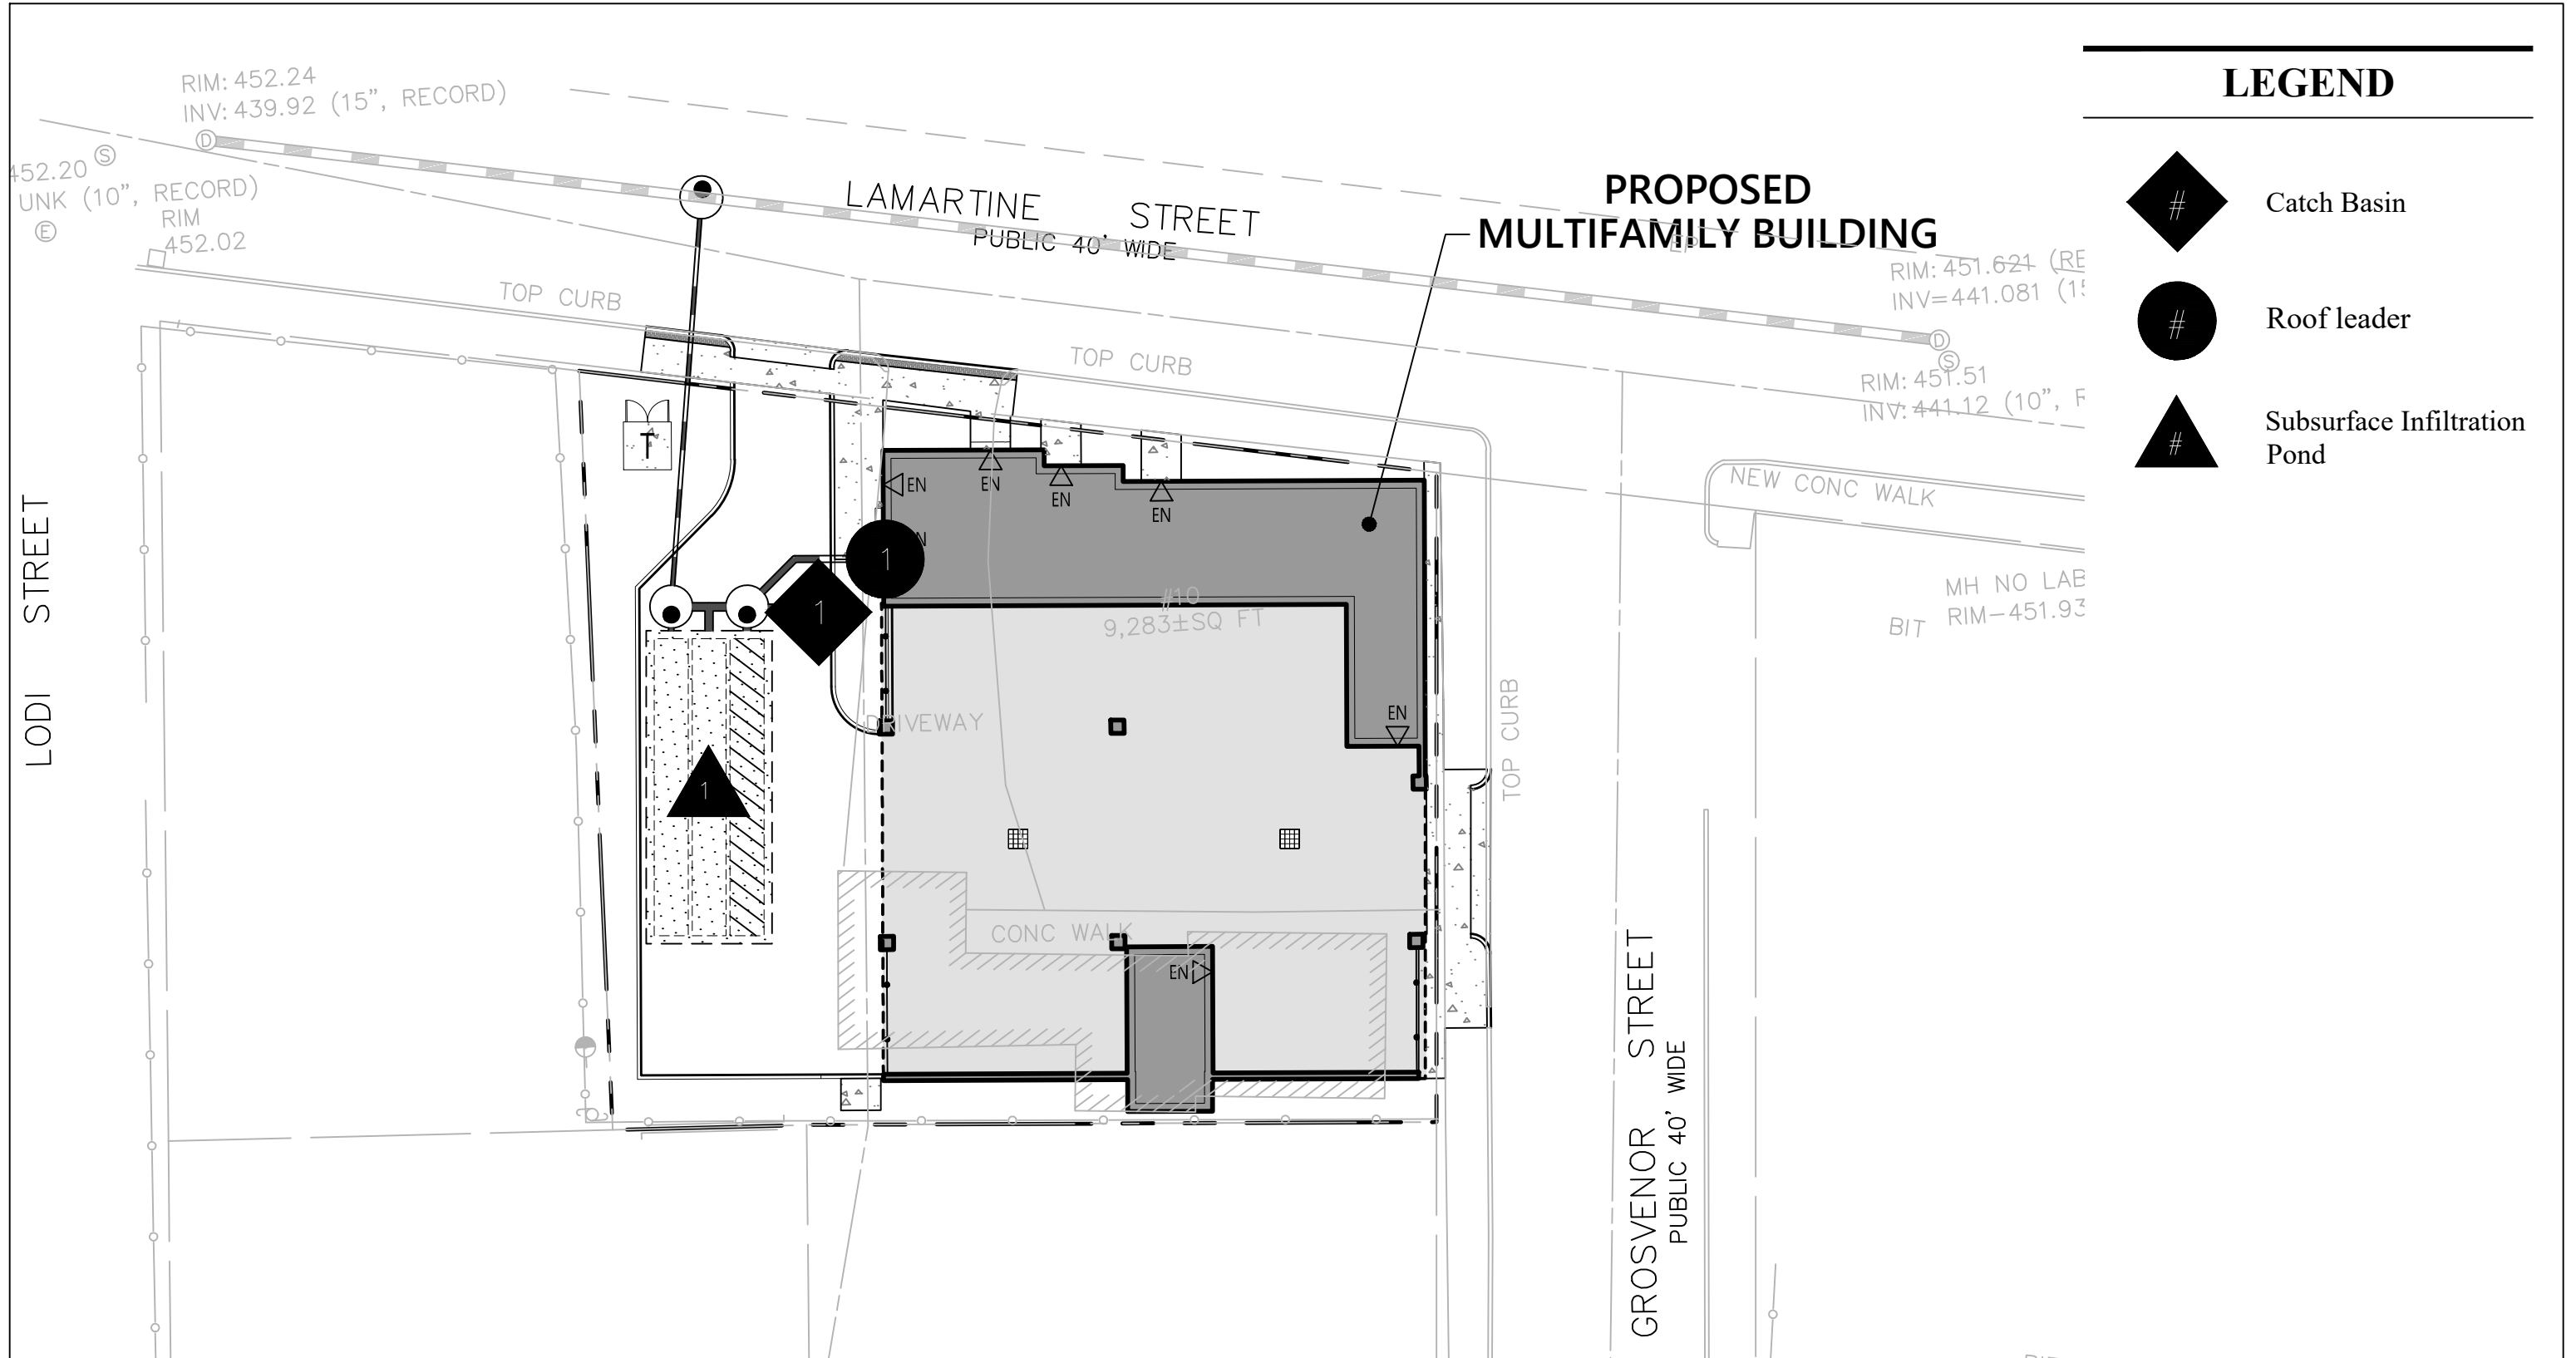 RIM: 452.24
INV: 439.92 (15", RECORD)
D
452.20 S
UNK (10", RECORD)
E
RIM
452.02
TOP CURB
LAMARTINE STREET
PUBLIC 40' WIDE
PROPOSED
MULTIFAMILY BUILDING
EP
RIM: 451.621 (RE
INV=441.081 (15
D
S
RIM: 451.51
INV: 441.12 (10", R
TOP CURB
NEW CONC WALK
MH NO LAB
RIM-451.93
BIT
LODI STREET
T
EN
EN
EN
EN
N
1
1
1
#10
9,283±SQ FT
DRIVEWAY
EN
TOP CURB
CONC WALK
EN
GROSVENOR STREET
PUBLIC 40' WIDE
LEGEND
# Catch Basin
# Roof leader
# Subsurface Infiltration
Pond